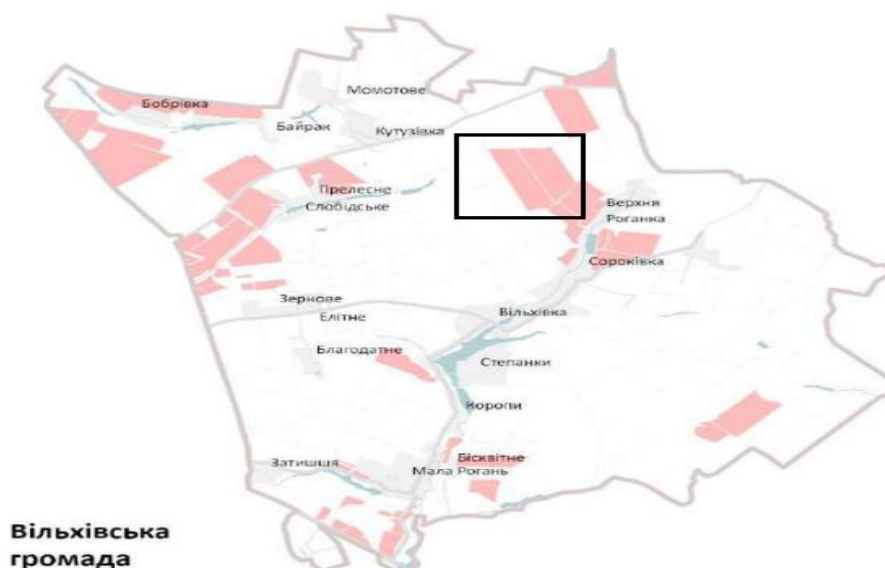 Момотове
Бобрівка
Байрак
Кутузівка
Прелесне
Слобідське
Верхня
Роганка
Сороківка
Зернове
Елітне
Вільхівка
Благодатне
Степанки
Коропи
Бісквітне
Затишшя
Мала Рогань
Вільхівська
громада